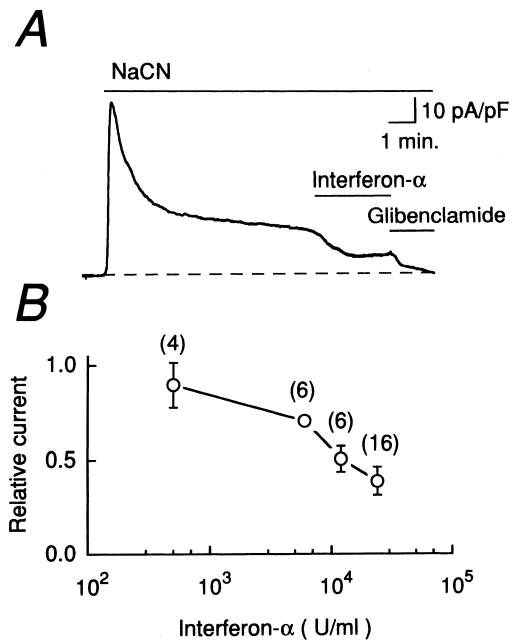 A
NaCN
10 pA/pF
1 min.
Interferon-α
Glibenclamide
B
Relative current
1.0
0.5
0.0
(4)
(6)
(6)
(16)
10²
10³
10⁴
10⁵
Interferon-α ( U/ml )